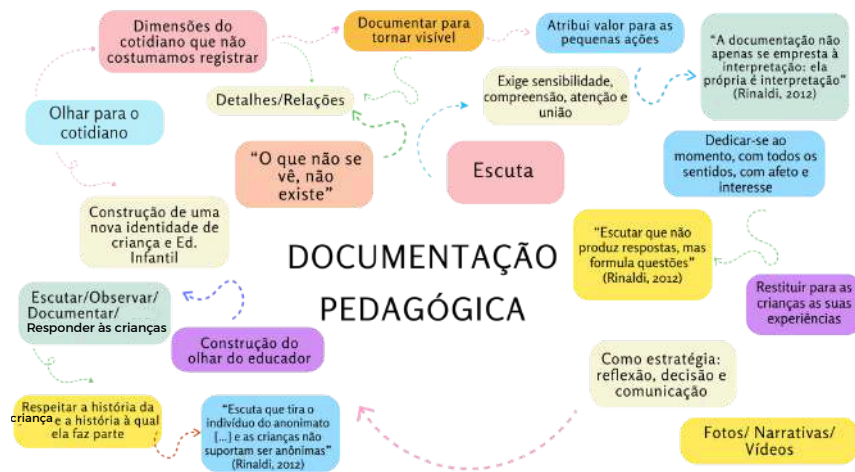 Dimensões do
cotidiano que não
costumamos registrar
Documentar para
tornar visível
Atribui valor para as
pequenas ações
“A documentação não
apenas se empresta à
interpretação: ela
própria é interpretação”
(Rinaldi, 2012)
Olhar para o
cotidiano
Detalhes/Relações
Exige sensibilidade,
compreensão, atenção e
união
“O que não se
vê, não
existe”
Escuta
Dedicar-se ao
momento, com todos os
sentidos, com afeto e
interesse
Construção de uma
nova identidade de
criança e Ed.
Infantil
“Escutar que não
produz respostas, mas
formula questões”
(Rinaldi, 2012)
DOCUMENTAÇÃO
PEDAGÓGICA
Escutar/Observar/
Documentar/
Responder às crianças
Construção do
olhar do educador
Restituir para as
crianças as suas
experiências
Como estratégia:
reflexão, decisão e
comunicação
Respeitar a história da
criança e a história à qual
ela faz parte
“Escuta que tira o
indivíduo do anonimato
[...] e as crianças não
suportam ser anônimas”
(Rinaldi, 2012)
Fotos/ Narrativas/
Vídeos